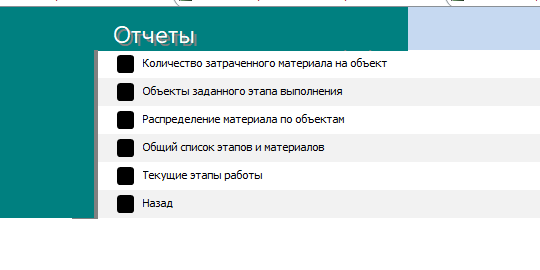 Отчеты
Количество затраченного материала на объект
Объекты заданного этапа выполнения
Распределение материала по объектам
Общий список этапов и материалов
Текущие этапы работы
Назад